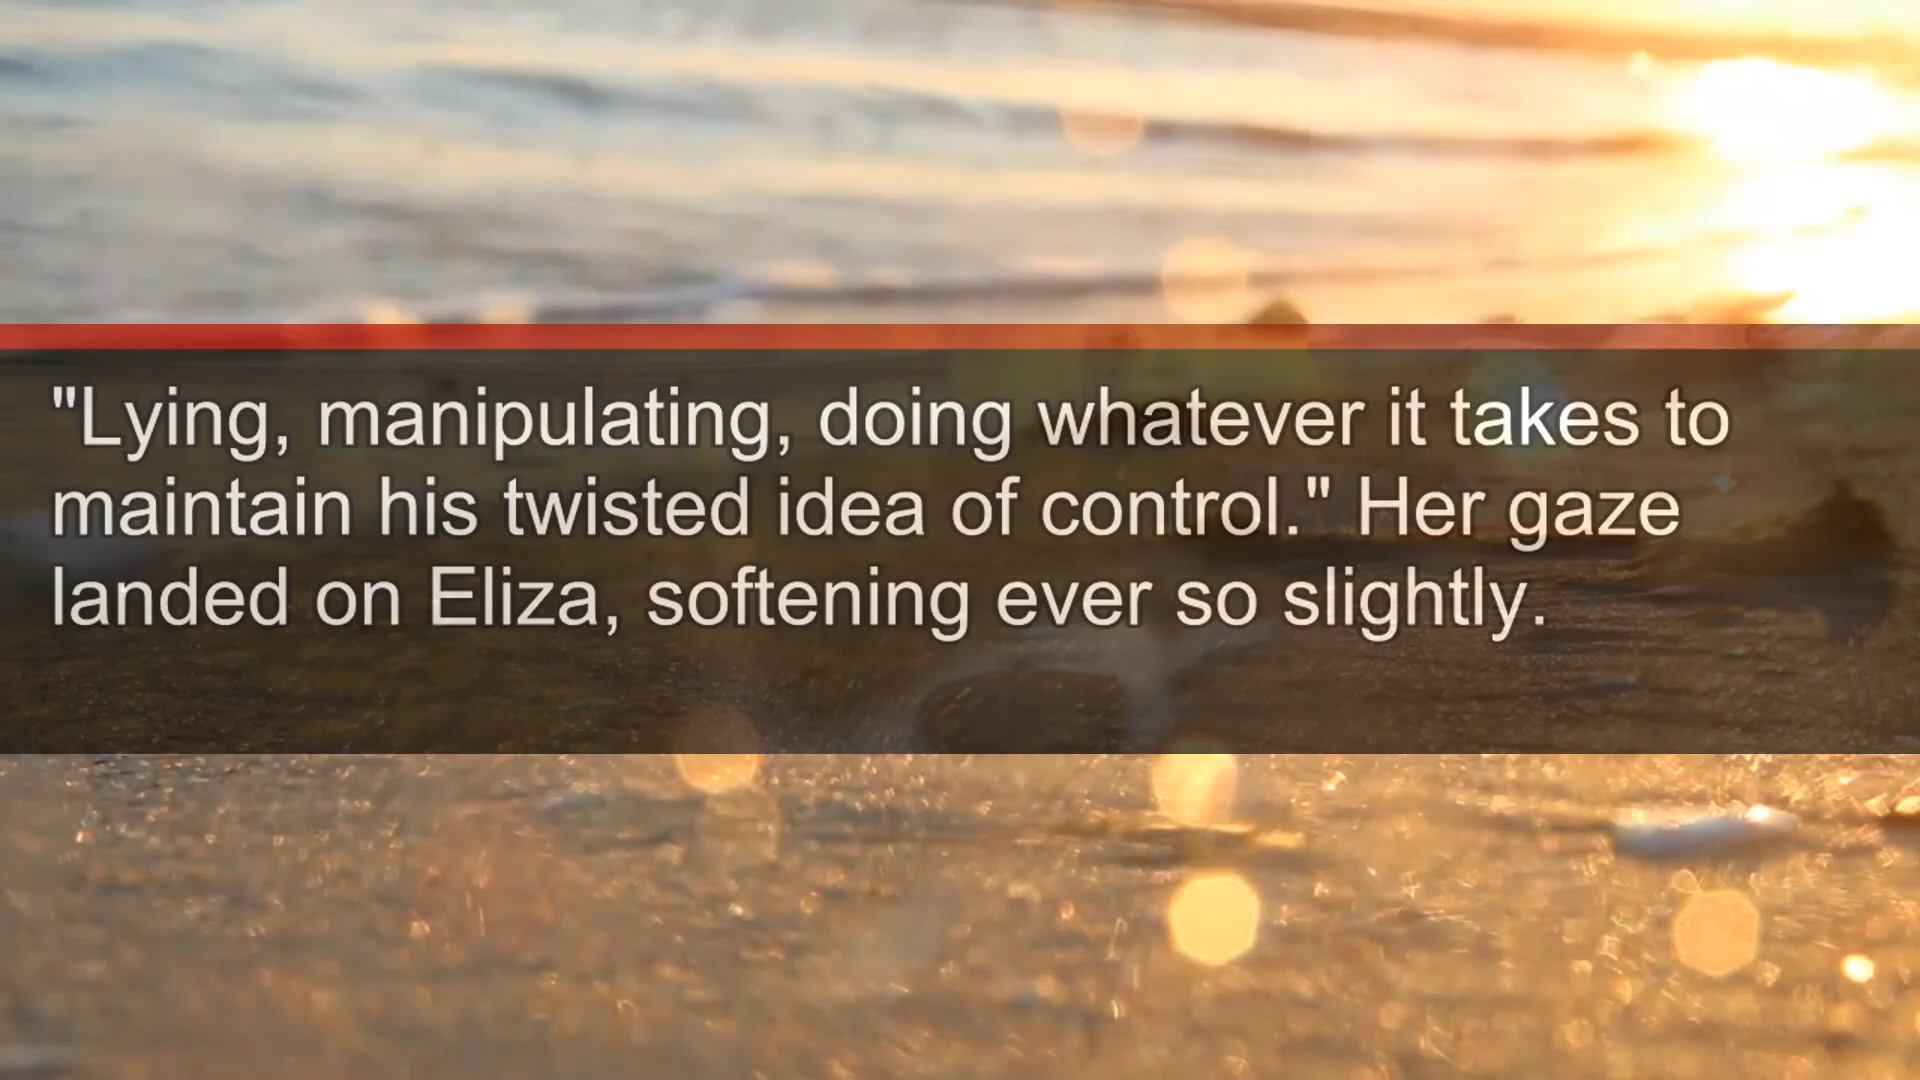 "Lying, manipulating, doing whatever it takes to
maintain his twisted idea of control." Her gaze
landed on Eliza, softening ever so slightly.